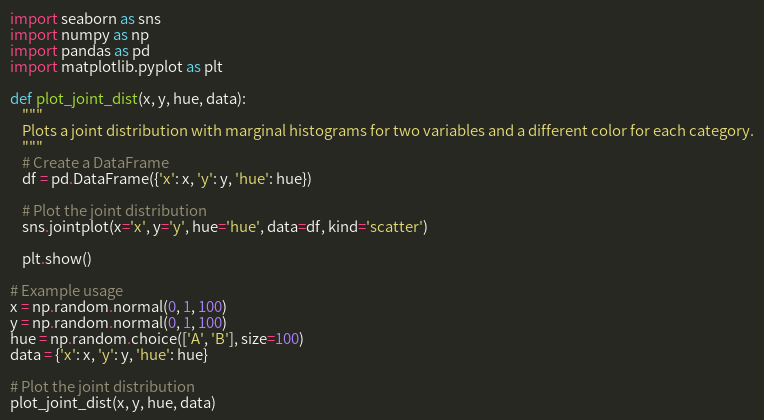 import seaborn as sns
import numpy as np
import pandas as pd
import matplotlib.pyplot as plt
def plot_joint_dist(x, y, hue, data):
"""
Plots a joint distribution with marginal histograms for two variables and a different color for each category.
"""
# Create a DataFrame
df = pd.DataFrame({'x': x, 'y': y, 'hue': hue})
# Plot the joint distribution
sns.jointplot(x='x', y='y', hue='hue', data=df, kind='scatter')
plt.show()
# Example usage
x = np.random.normal(0, 1, 100)
y = np.random.normal(0, 1, 100)
hue = np.random.choice(['A', 'B'], size=100)
data = {'x': x, 'y': y, 'hue': hue}
# Plot the joint distribution
plot_joint_dist(x, y, hue, data)